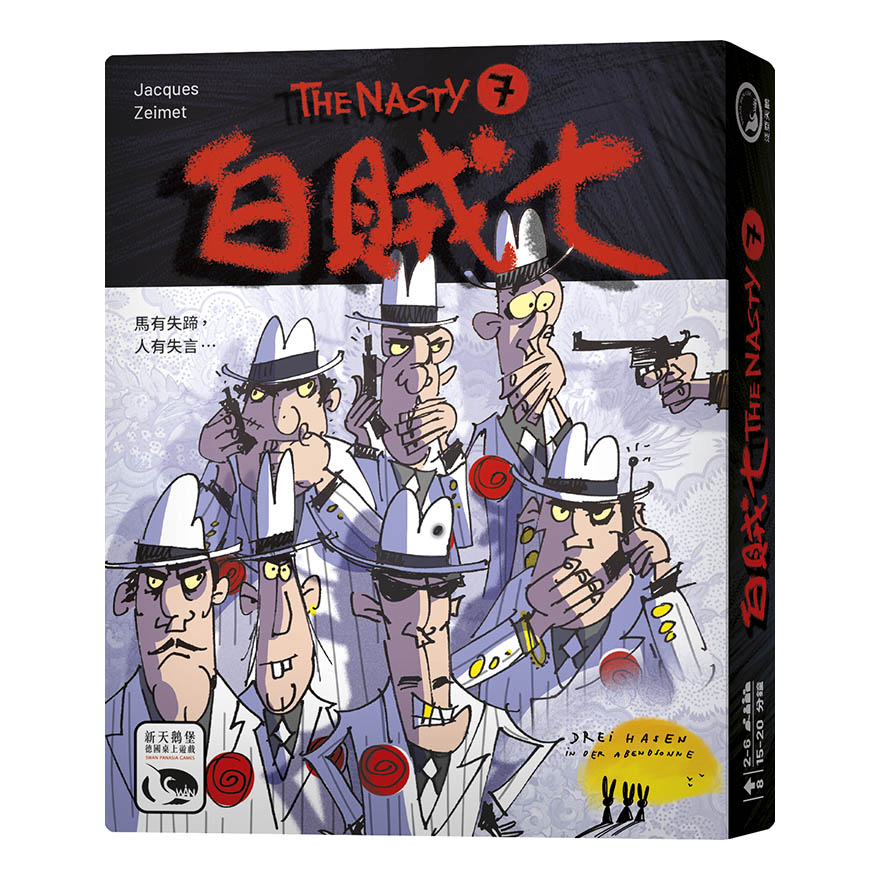 Jacques
Zeimet
THE NASTY 7
白賊七
馬有失蹄，
人有失言…
新天鵝堡
德國桌上遊戲
SWAN PANASIA GAMES
SWAN
DREI HASEN
IN DER ABENDSONNE
白賊七 THE NASTY 7
2-6
8
15-20 分鐘